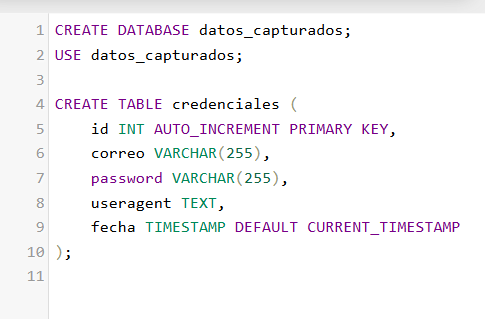 1 CREATE DATABASE datos_capturados;
2 USE datos_capturados;
3
4 CREATE TABLE credenciales (
5     id INT AUTO_INCREMENT PRIMARY KEY,
6     correo VARCHAR(255),
7     password VARCHAR(255),
8     useragent TEXT,
9     fecha TIMESTAMP DEFAULT CURRENT_TIMESTAMP
10 );
11